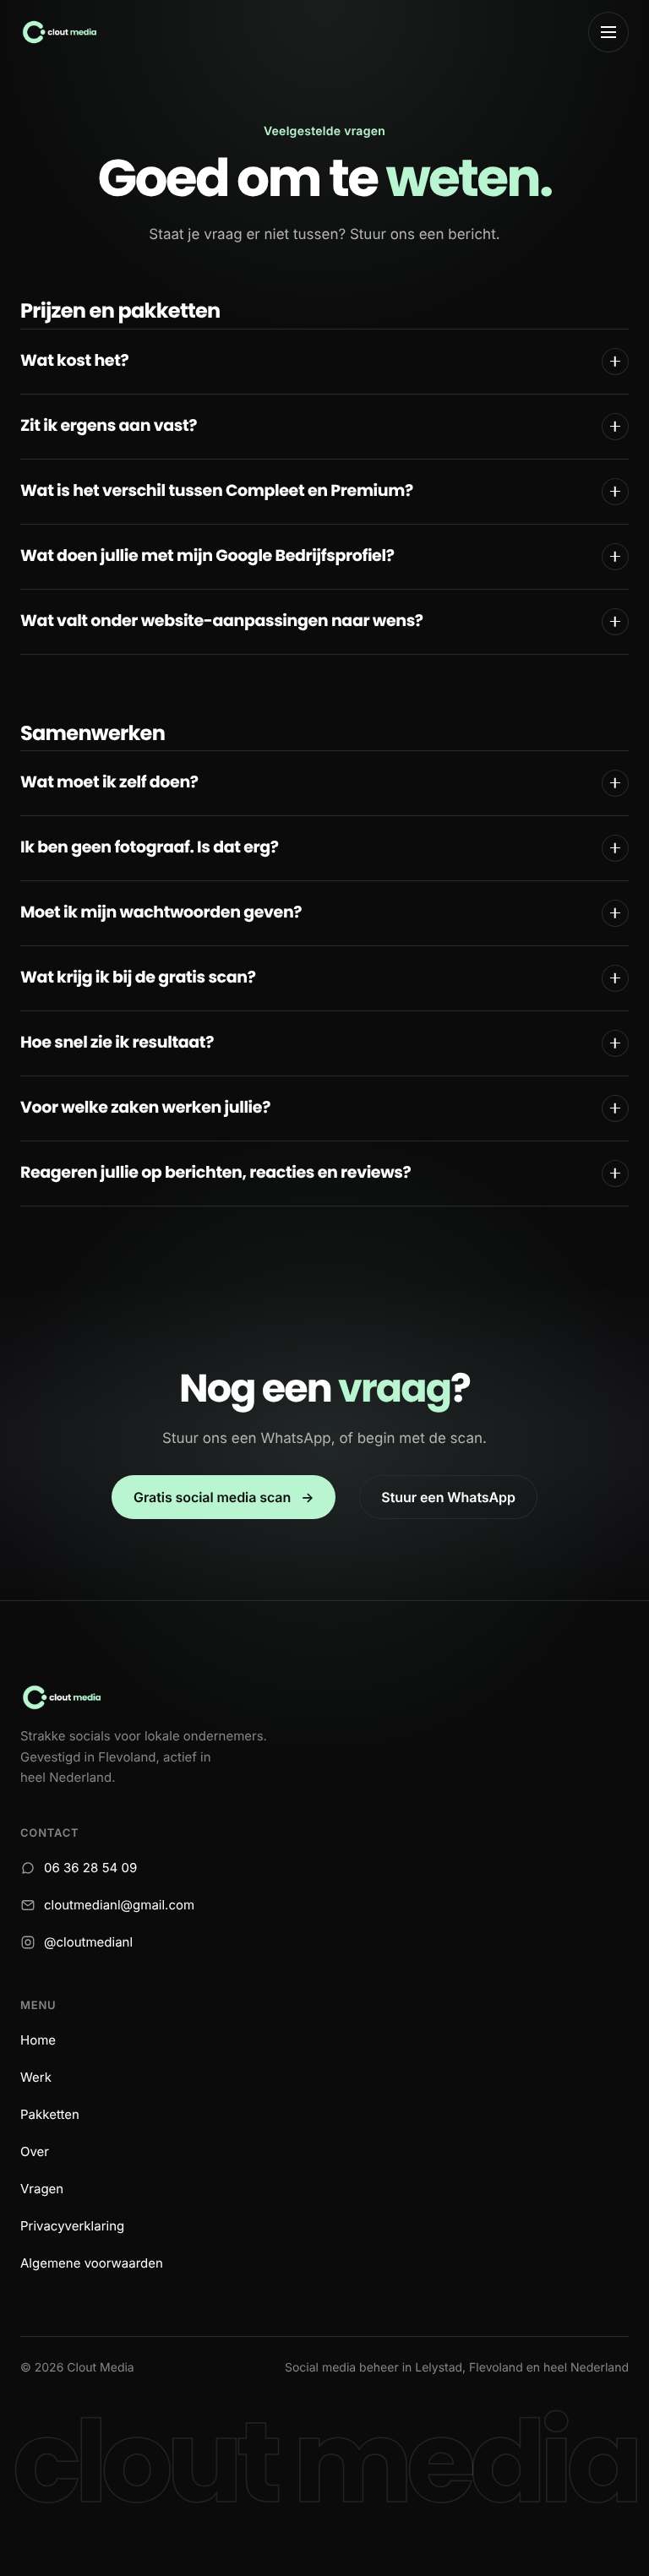 clout media
Veelgestelde vragen
Goed om te weten.
Staat je vraag er niet tussen? Stuur ons een bericht.
Prijzen en pakketten
Wat kost het?
Zit ik ergens aan vast?
Wat is het verschil tussen Compleet en Premium?
Wat doen jullie met mijn Google Bedrijfsprofiel?
Wat valt onder website-aanpassingen naar wens?
Samenwerken
Wat moet ik zelf doen?
Ik ben geen fotograaf. Is dat erg?
Moet ik mijn wachtwoorden geven?
Wat krijg ik bij de gratis scan?
Hoe snel zie ik resultaat?
Voor welke zaken werken jullie?
Reageren jullie op berichten, reacties en reviews?
Nog een vraag?
Stuur ons een WhatsApp, of begin met de scan.
Gratis social media scan →
Stuur een WhatsApp
clout media
Strakke socials voor lokale ondernemers.
Gevestigd in Flevoland, actief in
heel Nederland.
CONTACT
06 36 28 54 09
cloutmedianl@gmail.com
@cloutmedianl
MENU
Home
Werk
Pakketten
Over
Vragen
Privacyverklaring
Algemene voorwaarden
© 2026 Clout Media
Social media beheer in Lelystad, Flevoland en heel Nederland
clout media